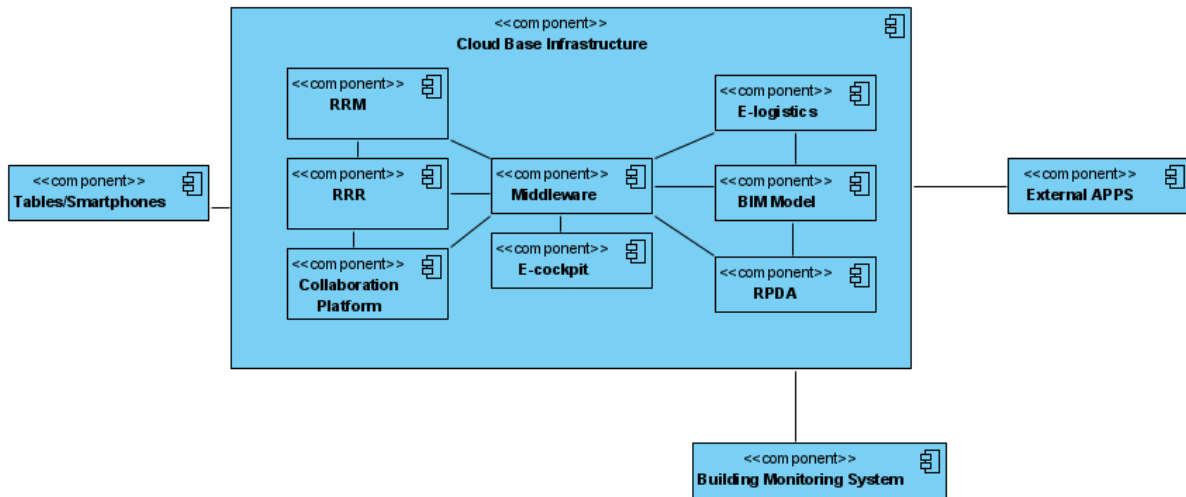 <<component>>
Cloud Base Infrastructure
<<component>>
RRM
<<component>>
E-logistics
<<component>>
Tables/Smartphones
<<component>>
RRR
<<component>>
Middleware
<<component>>
BIM Model
<<component>>
External APPS
<<component>>
Collaboration
Platform
<<component>>
E-cockpit
<<component>>
RPDA
<<component>>
Building Monitoring System